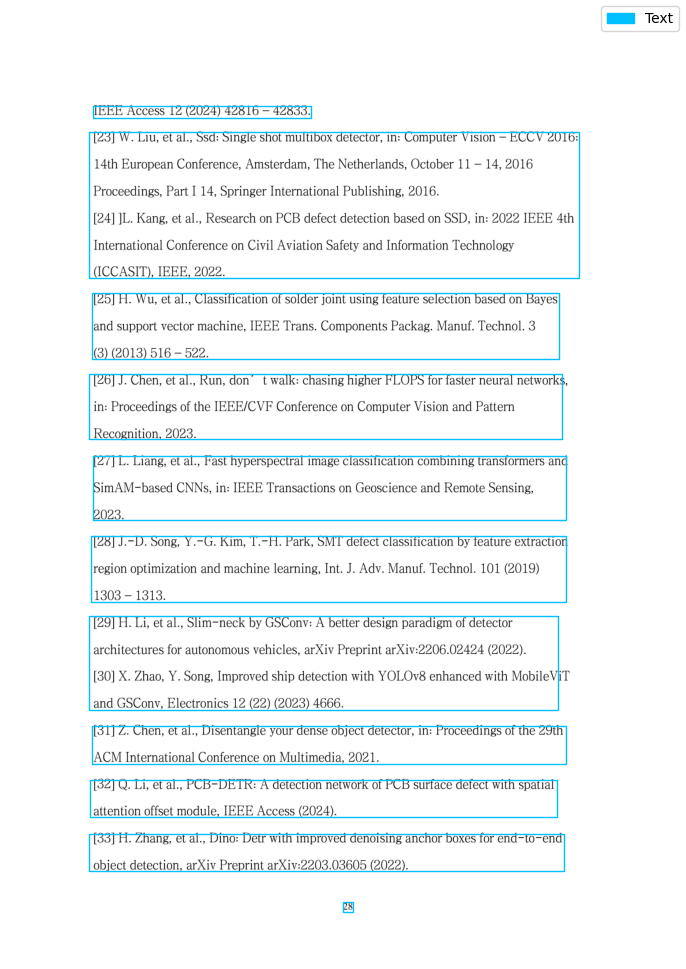 Text
IEEE Access 12 (2024) 42816 – 42833.
[23] W. Liu, et al., Ssd: Single shot multibox detector, in: Computer Vision – ECCV 2016:
14th European Conference, Amsterdam, The Netherlands, October 11 – 14, 2016
Proceedings, Part I 14, Springer International Publishing, 2016.
[24] ]L. Kang, et al., Research on PCB defect detection based on SSD, in: 2022 IEEE 4th
International Conference on Civil Aviation Safety and Information Technology
(ICCASIT), IEEE, 2022.
[25] H. Wu, et al., Classification of solder joint using feature selection based on Bayes
and support vector machine, IEEE Trans. Components Packag. Manuf. Technol. 3
(3) (2013) 516 – 522.
[26] J. Chen, et al., Run, don’t walk: chasing higher FLOPS for faster neural networks,
in: Proceedings of the IEEE/CVF Conference on Computer Vision and Pattern
Recognition, 2023.
[27] L. Liang, et al., Fast hyperspectral image classification combining transformers and
SimAM-based CNNs, in: IEEE Transactions on Geoscience and Remote Sensing,
2023.
[28] J.-D. Song, Y.-G. Kim, T.-H. Park, SMT defect classification by feature extraction
region optimization and machine learning, Int. J. Adv. Manuf. Technol. 101 (2019)
1303 – 1313.
[29] H. Li, et al., Slim-neck by GSConv: A better design paradigm of detector
architectures for autonomous vehicles, arXiv Preprint arXiv:2206.02424 (2022).
[30] X. Zhao, Y. Song, Improved ship detection with YOLOv8 enhanced with MobileViT
and GSConv, Electronics 12 (22) (2023) 4666.
[31] Z. Chen, et al., Disentangle your dense object detector, in: Proceedings of the 29th
ACM International Conference on Multimedia, 2021.
[32] Q. Li, et al., PCB-DETR: A detection network of PCB surface defect with spatial
attention offset module, IEEE Access (2024).
[33] H. Zhang, et al., Dino: Detr with improved denoising anchor boxes for end-to-end
object detection, arXiv Preprint arXiv:2203.03605 (2022).
28